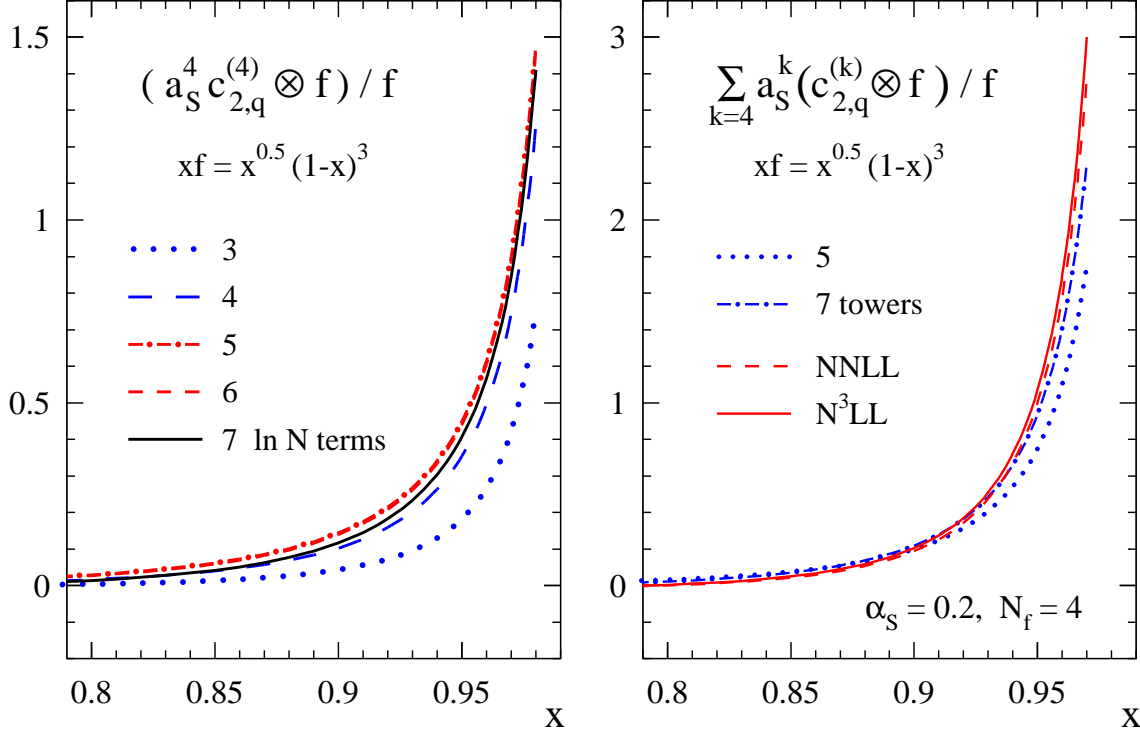 ( a_S^4 c_{2,q}^{(4)} ⊗ f ) / f
xf = x^{0.5} (1-x)^3
3
4
5
6
7 ln N terms
1.5
1
0.5
0
0.8 0.85 0.9 0.95
x
∑_{k=4} a_S^k (c_{2,q}^{(k)} ⊗ f ) / f
xf = x^{0.5} (1-x)^3
5
7 towers
NNLL
N^3LL
α_S = 0.2, N_f = 4
3
2
2
1
1
0
0.8 0.85 0.9 0.95
x